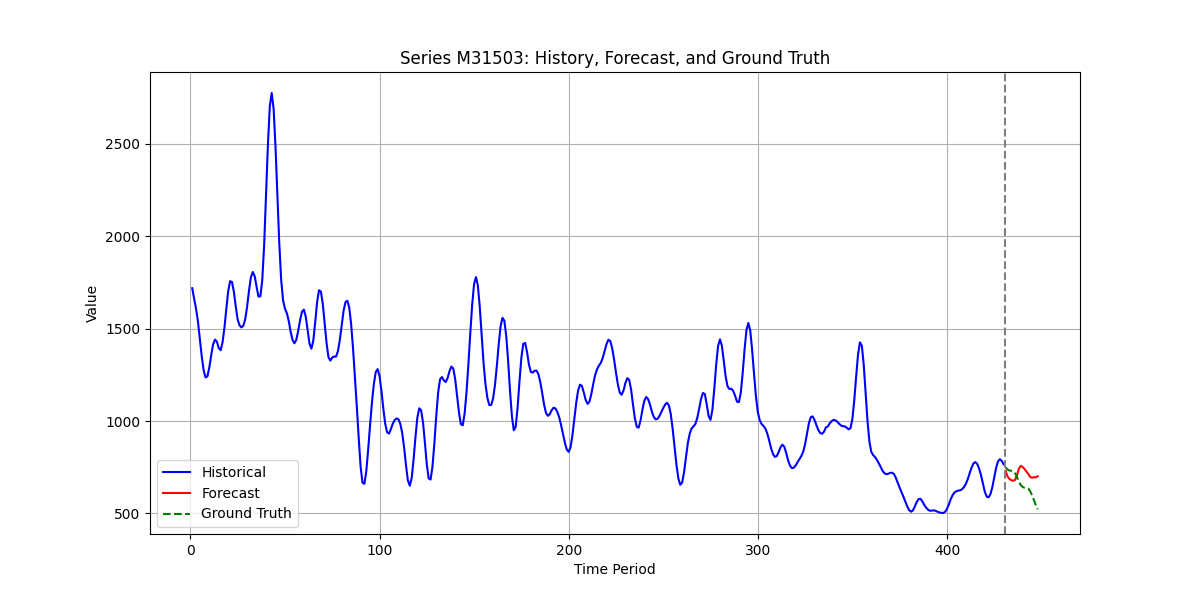 Series M31503: History, Forecast, and Ground Truth
Value
2500
2000
1500
1000
500
Historical
Forecast
Ground Truth
0
100
200
300
400
Time Period